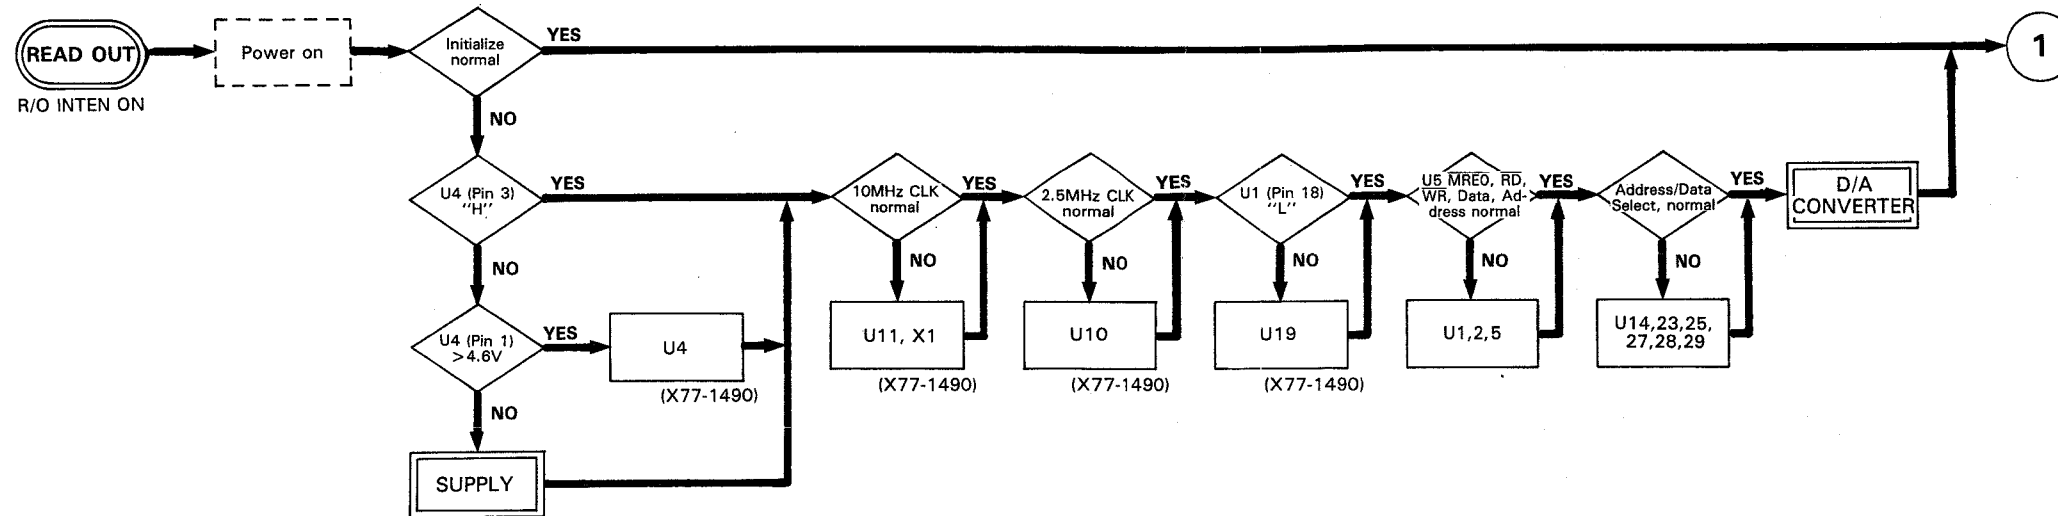 READ OUT
R/O INTEN ON
Power on
Initialize
normal
YES
1
NO
U4 (Pin 3)
"H"
YES
10MHz CLK
normal
YES
2.5MHz CLK
normal
YES
U1 (Pin 18)
"L"
YES
U5 MREQ, RD,
WR, Data, Ad-
dress normal
YES
Address/Data
Select, normal
YES
D/A
CONVERTER
NO
NO
NO
NO
NO
NO
U4 (Pin 1)
>4.6V
YES
U4
(X77-1490)
U11, X1
(X77-1490)
U10
(X77-1490)
U19
(X77-1490)
U1,2,5
U14,23,25,
27,28,29
NO
SUPPLY